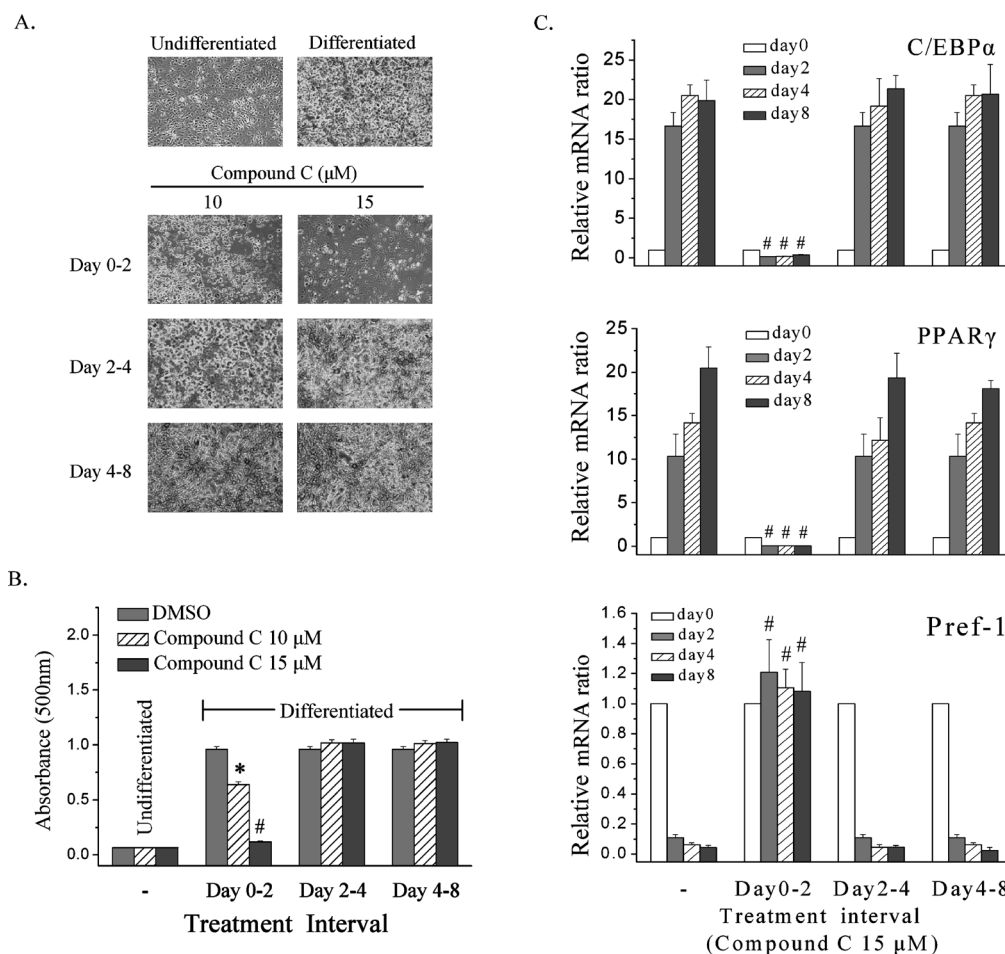 A.
Undifferentiated Differentiated
Compound C (μM)
10 15
Day 0-2
Day 2-4
Day 4-8
B.
DMSO
Compound C 10 μM
Compound C 15 μM
2.0
1.5
1.0
0.5
0.0
Absorbance (500nm)
Undifferentiated
Differentiated
*
#
- Day 0-2 Day 2-4 Day 4-8
Treatment Interval
C.
C/EBPα
day0
day2
day4
day8
25
20
15
25
5
0
Relative mRNA ratio
# # #
PPARγ
day0
day2
day4
day8
25
20
15
10
5
0
Relative mRNA ratio
# # #
Pref-1
day0
day2
day4
day8
1.6
1.4
1.2
1.0
0.8
0.6
0.4
0.2
0.0
Relative mRNA ratio
# # #
- Day0-2 Day2-4 Day4-8
Treatment interval
(Compound C 15 μM)